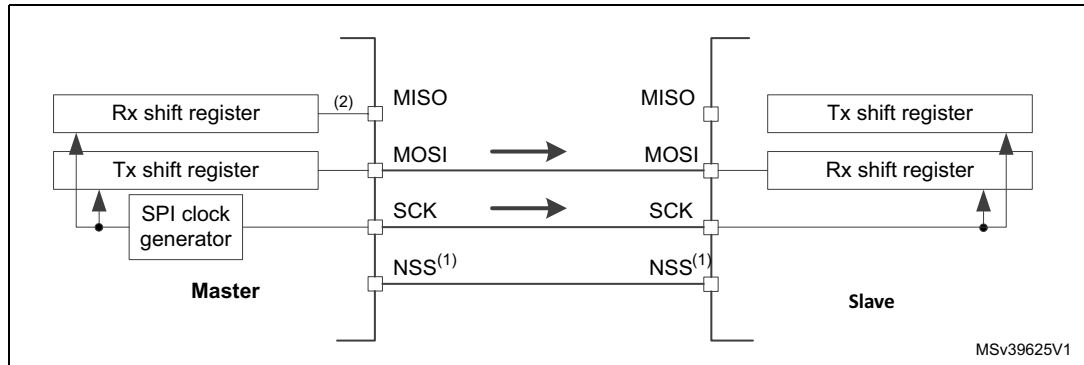 MISO
MISO
Rx shift register
(2)
Tx shift register
MOSI
MOSI
Tx shift register
Rx shift register
SPI clock
generator
SCK
SCK
NSS(1)
NSS(1)
Master
Slave
MSv39625V1